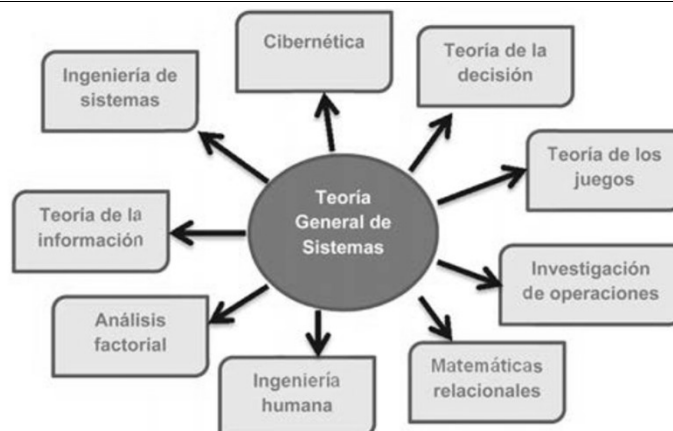 Cibernética
Teoría de la
decisión
Ingeniería de
sistemas
Teoría de los
juegos
Teoría
General de
Sistemas
Teoría de la
información
Investigación
de operaciones
Análisis
factorial
Matemáticas
relacionales
Ingeniería
humana